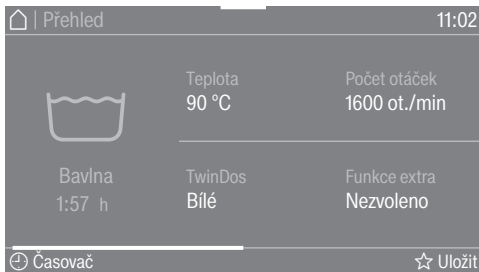 | Přehled 11:02
Teplota Počet otáček
90 °C 1600 ot./min
Bavlna TwinDos Funkce extra
1:57 h Bílé Nezvoleno
Časovač Uložit